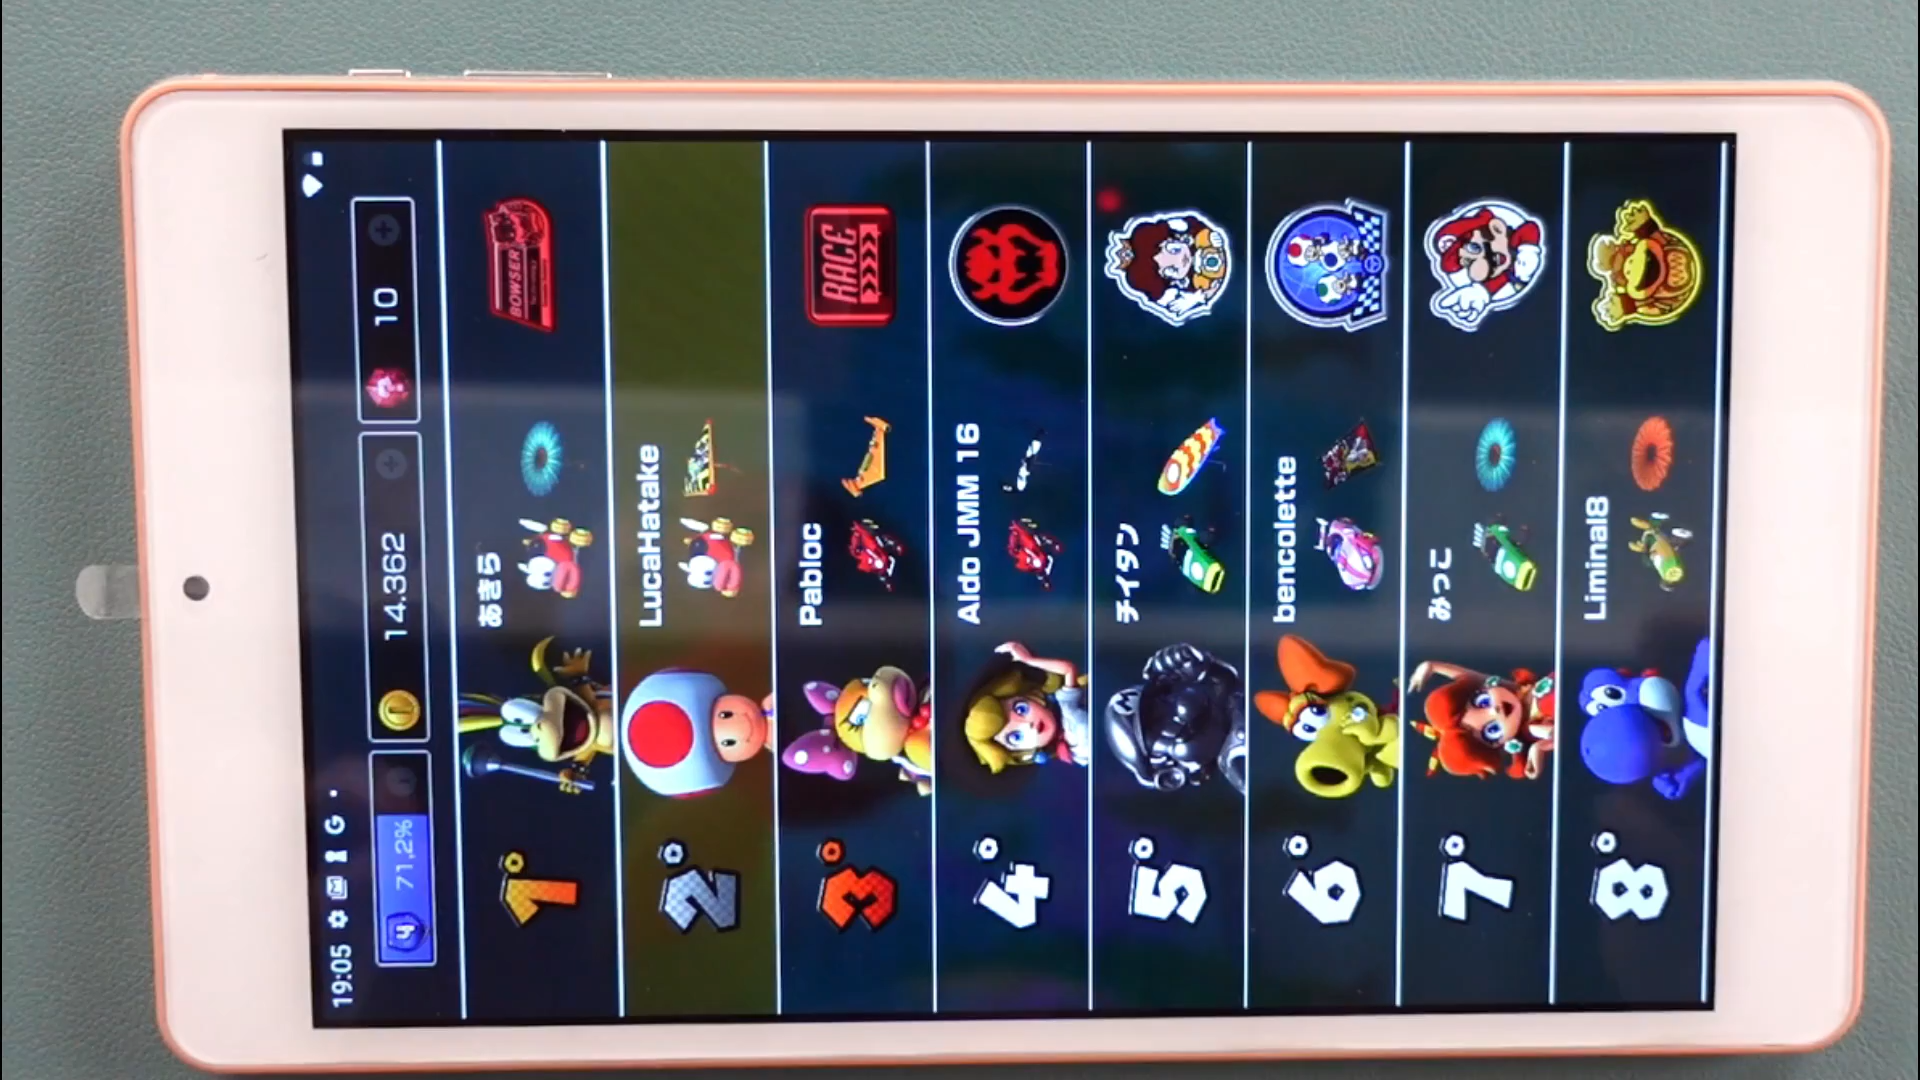 19:05 G
4 71,2%
14.362
10
1° あきら
BOWSER
2° LucaHatake
3° Pabloc
RACE
4° Aldo JMM 16
5° チイタン
6° bencolette
7° みっこ
8° Liminal8